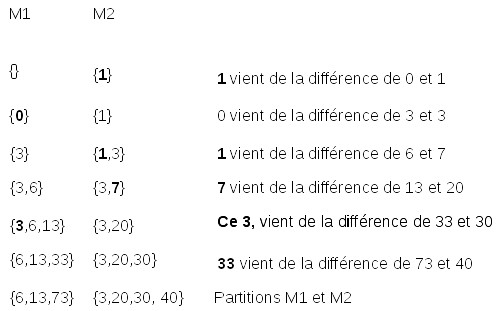 M1 M2
{} {1} 1 vient de la différence de 0 et 1
{0} {1} 0 vient de la différence de 3 et 3
{3} {1,3} 1 vient de la différence de 6 et 7
{3,6} {3,7} 7 vient de la différence de 13 et 20
{3,6,13} {3,20} Ce 3, vient de la différence de 33 et 30
{6,13,33} {3,20,30} 33 vient de la différence de 73 et 40
{6,13,73} {3,20,30, 40} Partitions M1 et M2